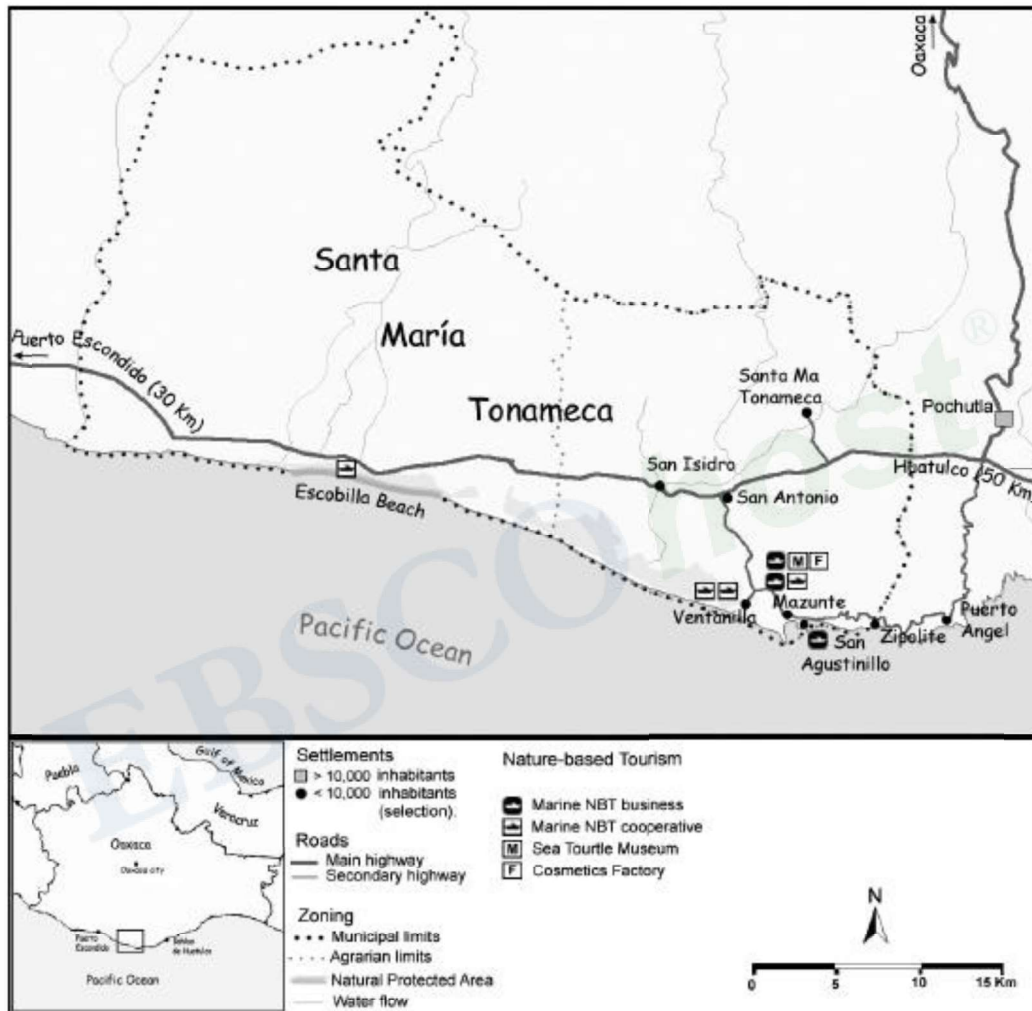 Oaxaca
Santa
María
Tonameca
Puerto Escondido (30 Km)
Santa Ma
Tonameca
Pochutla
Huatulco (50 Km)
San Isidro
San Antonio
Escobilla Beach
M F
Mazunte
Ventanilla
San
Agustinillo
Zipolite
Puerto
Angel
Pacific Ocean
EBSCOhost®
Gulf of Mexico
Puebla
Veracruz
Oaxaca
Oaxaca city
Puerto
Escondido
Bahías
de Huatulco
Pacific Ocean
Settlements
> 10,000 inhabitants
< 10,000 inhabitants
(selection).
Roads
Main highway
Secondary highway
Zoning
Municipal limits
Agrarian limits
Natural Protected Area
Water flow
Nature-based Tourism
Marine NBT business
Marine NBT cooperative
M Sea Tourtle Museum
F Cosmetics Factory
N
0 5 10 15 Km